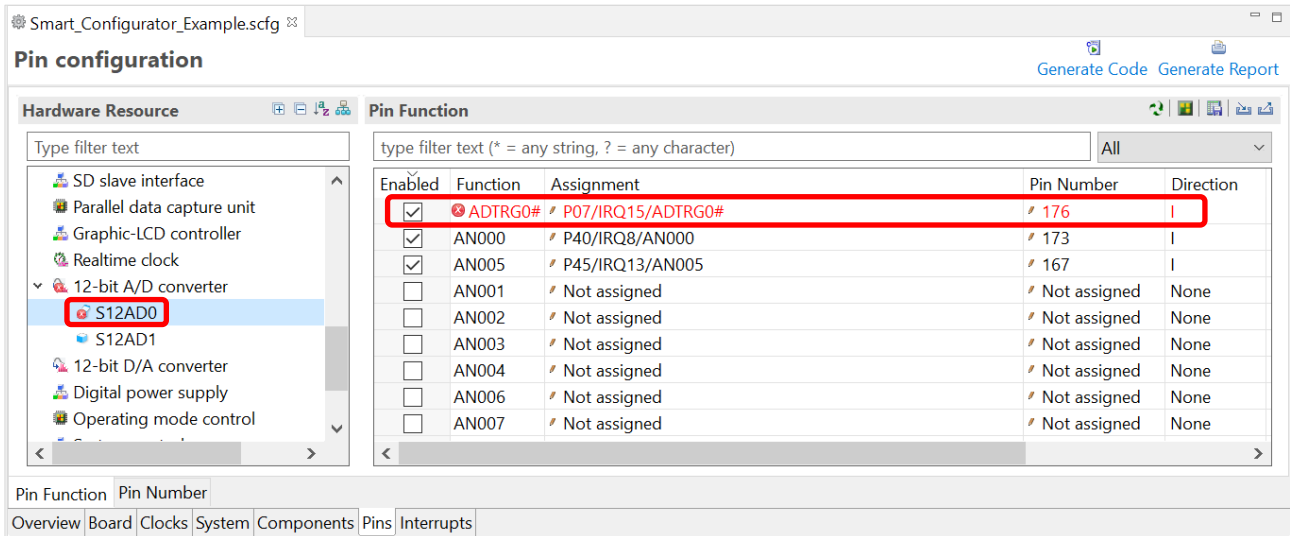 Smart_Configurator_Example.scfg
Pin configuration
Generate Code Generate Report
Hardware Resource
Type filter text
SD slave interface
Parallel data capture unit
Graphic-LCD controller
Realtime clock
12-bit A/D converter
S12AD0
S12AD1
12-bit D/A converter
Digital power supply
Operating mode control
Pin Function
type filter text (* = any string, ? = any character) All
Enabled Function Assignment Pin Number Direction
ADTRG0# P07/IRQ15/ADTRG0# 176 I
AN000 P40/IRQ8/AN000 173 I
AN005 P45/IRQ13/AN005 167 I
AN001 Not assigned Not assigned None
AN002 Not assigned Not assigned None
AN003 Not assigned Not assigned None
AN004 Not assigned Not assigned None
AN006 Not assigned Not assigned None
AN007 Not assigned Not assigned None
Pin Function Pin Number
Overview Board Clocks System Components Pins Interrupts